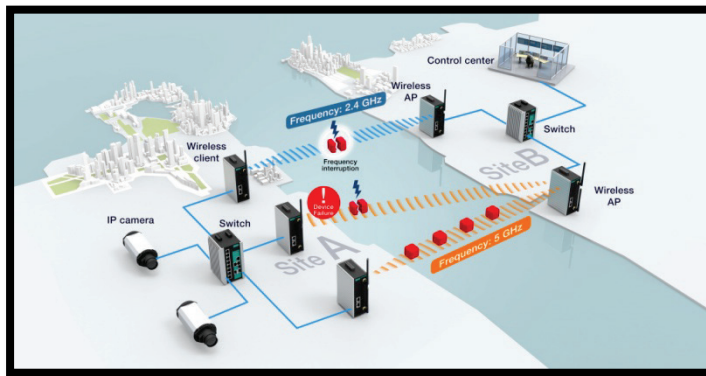 Control center
Wireless
AP
Frequency: 2.4 GHz
Switch
Wireless
client
Frequency
interruption
Site B
Wireless
AP
!
Device
Failure
IP camera
Switch
Site A
Frequency: 5 GHz